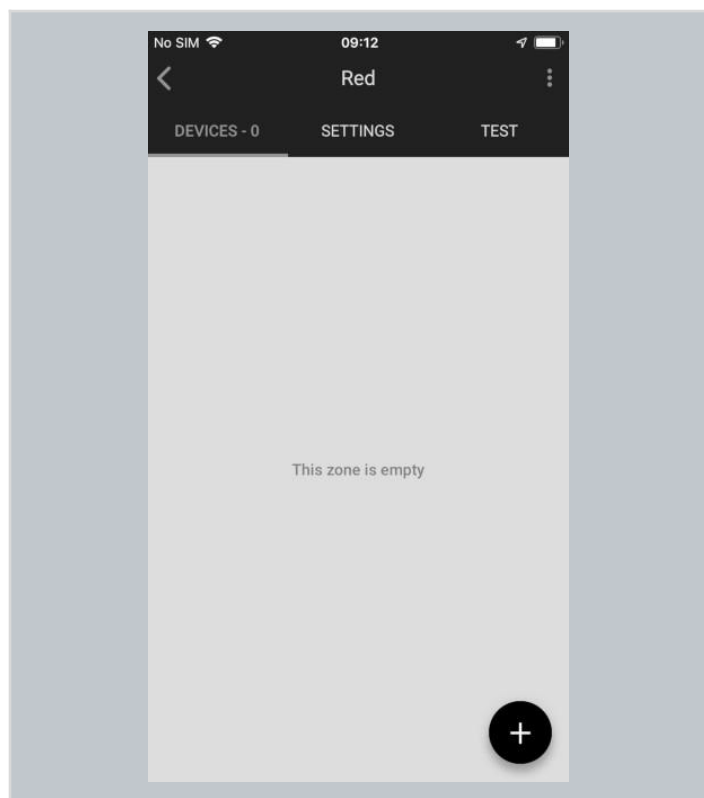 No SIM 09:12
Red
DEVICES - 0 SETTINGS TEST
This zone is empty
+